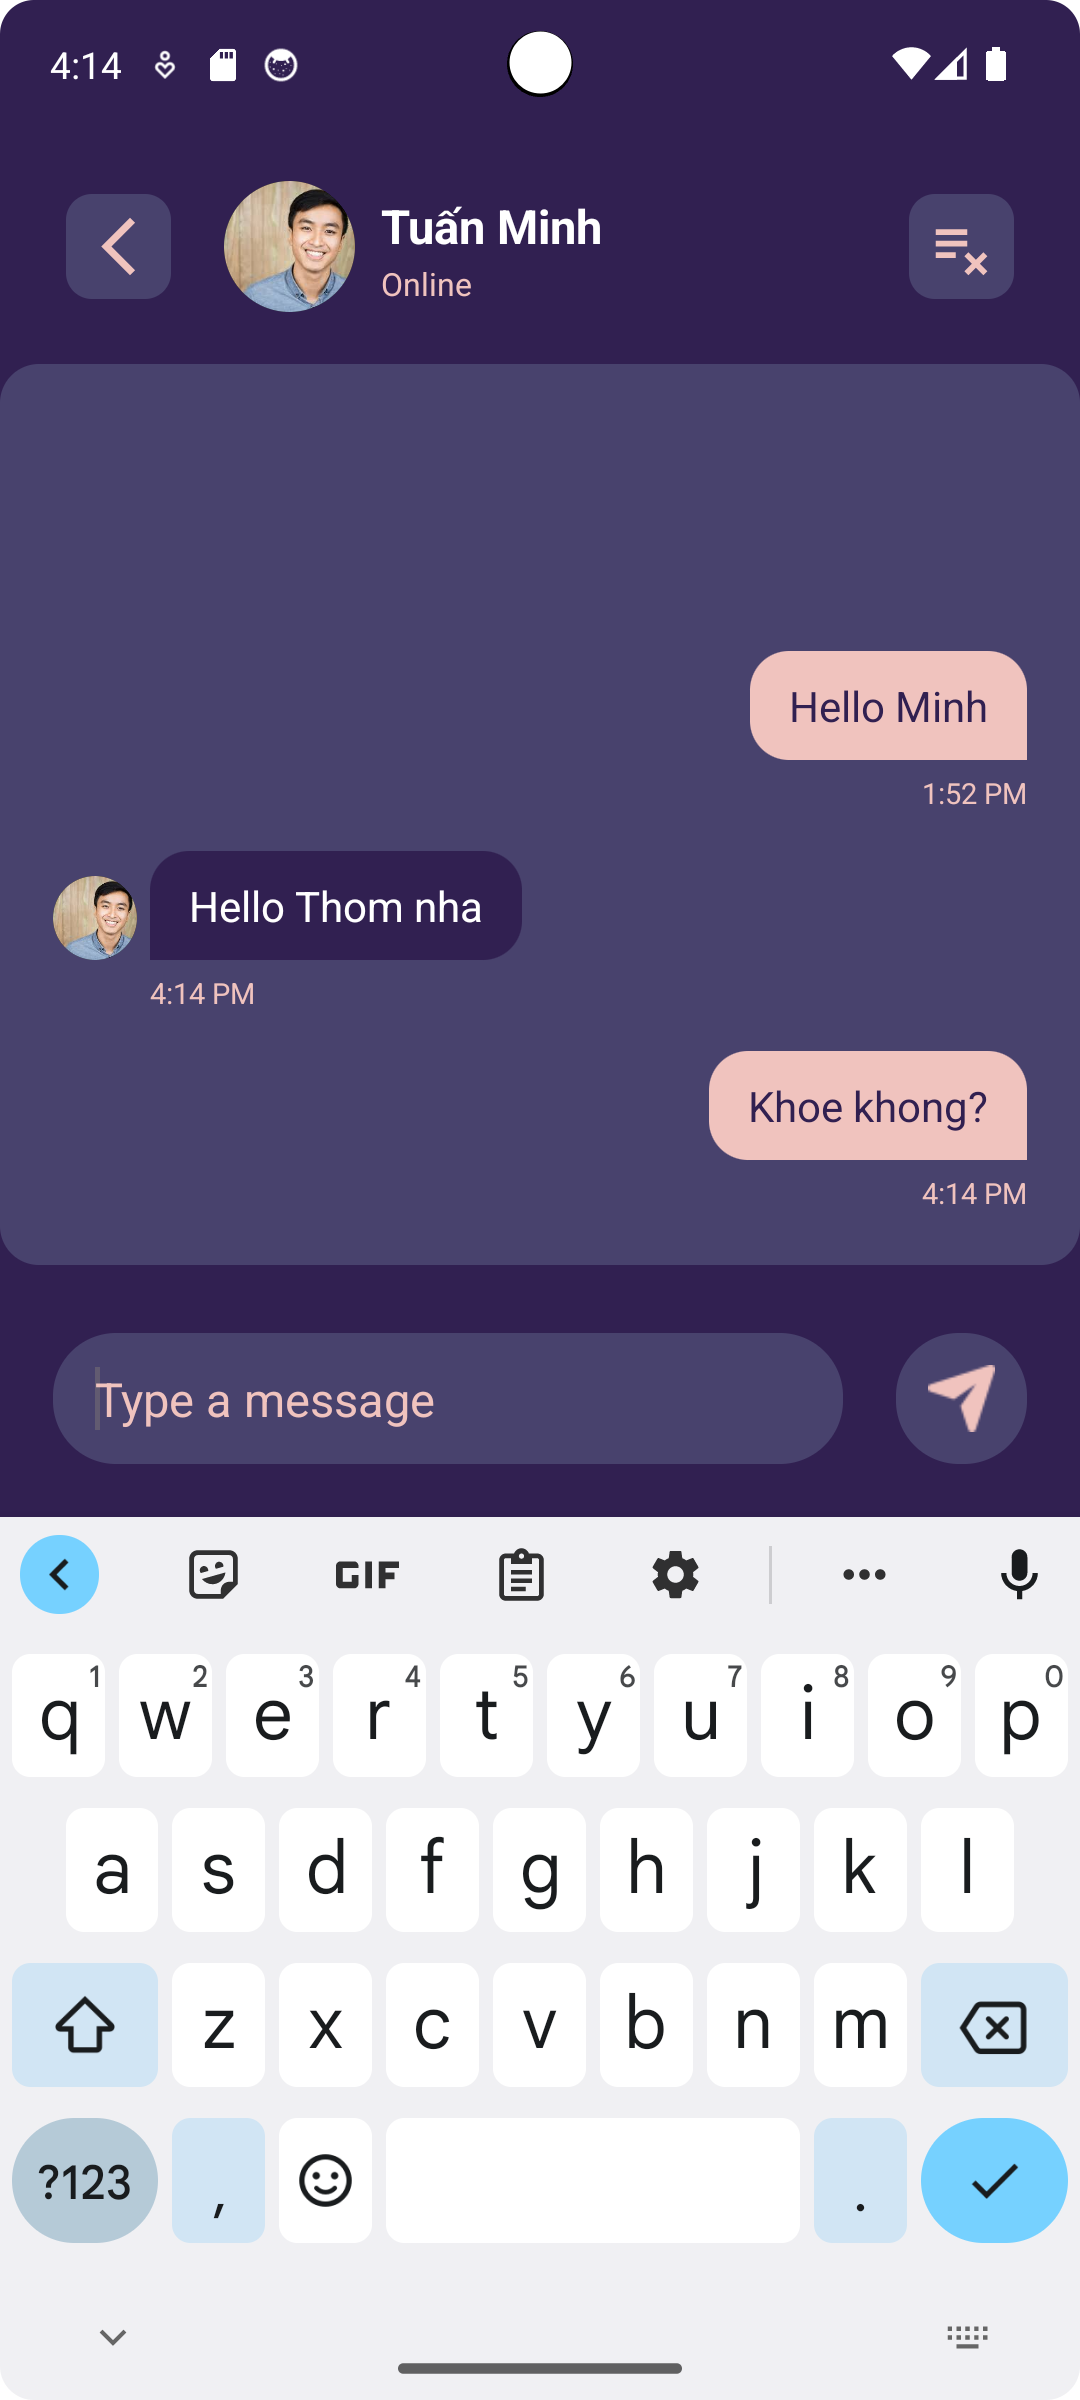 4:14
Tuấn Minh
Online
Hello Minh
1:52 PM
Hello Thom nha
4:14 PM
Khoe khong?
4:14 PM
Type a message
GIF
q 1 w 2 e 3 r 4 t 5 y 6 u 7 i 8 o 9 p 0
a s d f g h j k l
z x c v b n m
?123 , .